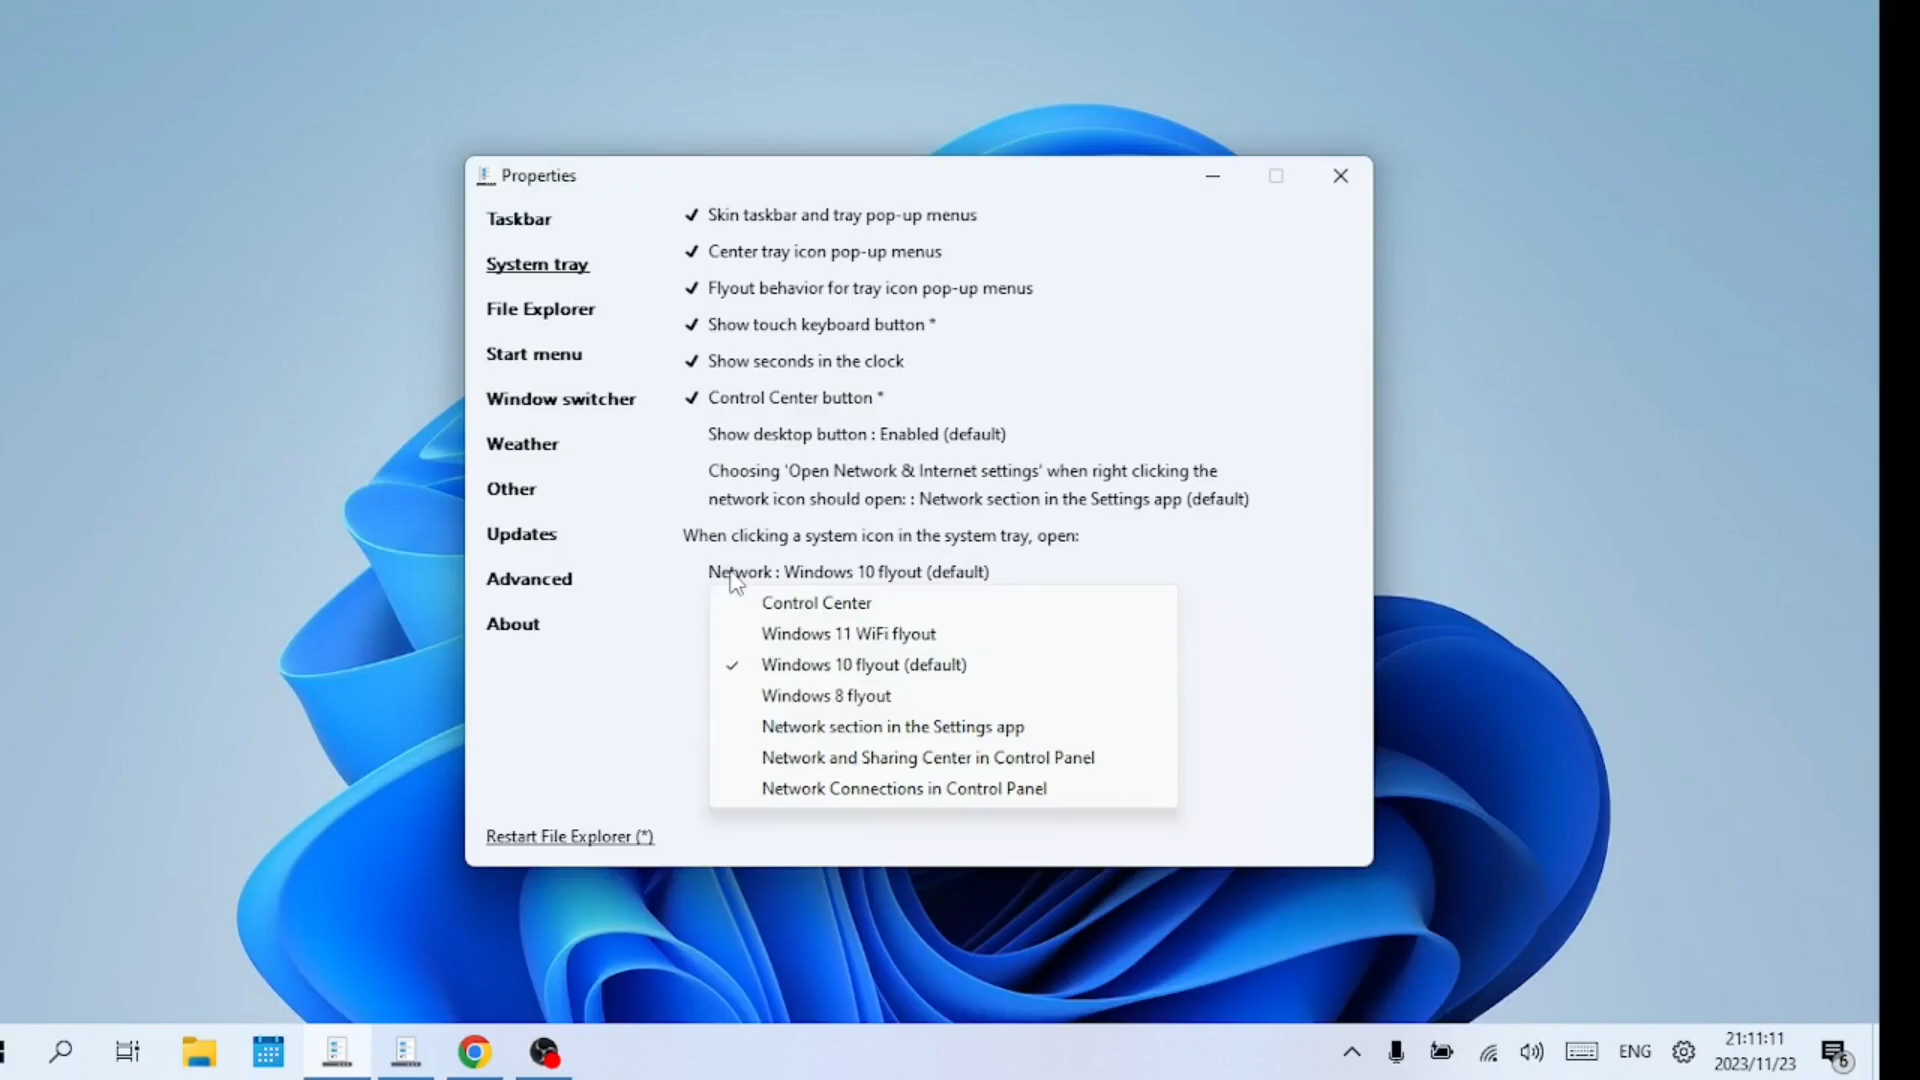 Properties
Taskbar
System tray
File Explorer
Start menu
Window switcher
Weather
Other
Updates
Advanced
About
Restart File Explorer (*)
Skin taskbar and tray pop-up menus
Center tray icon pop-up menus
Flyout behavior for tray icon pop-up menus
Show touch keyboard button *
Show seconds in the clock
Control Center button *
Show desktop button : Enabled (default)
Choosing 'Open Network & Internet settings' when right clicking the
network icon should open: : Network section in the Settings app (default)
When clicking a system icon in the system tray, open:
Network : Windows 10 flyout (default)
Control Center
Windows 11 WiFi flyout
Windows 10 flyout (default)
Windows 8 flyout
Network section in the Settings app
Network and Sharing Center in Control Panel
Network Connections in Control Panel
ENG
21:11:11
2023/11/23
6